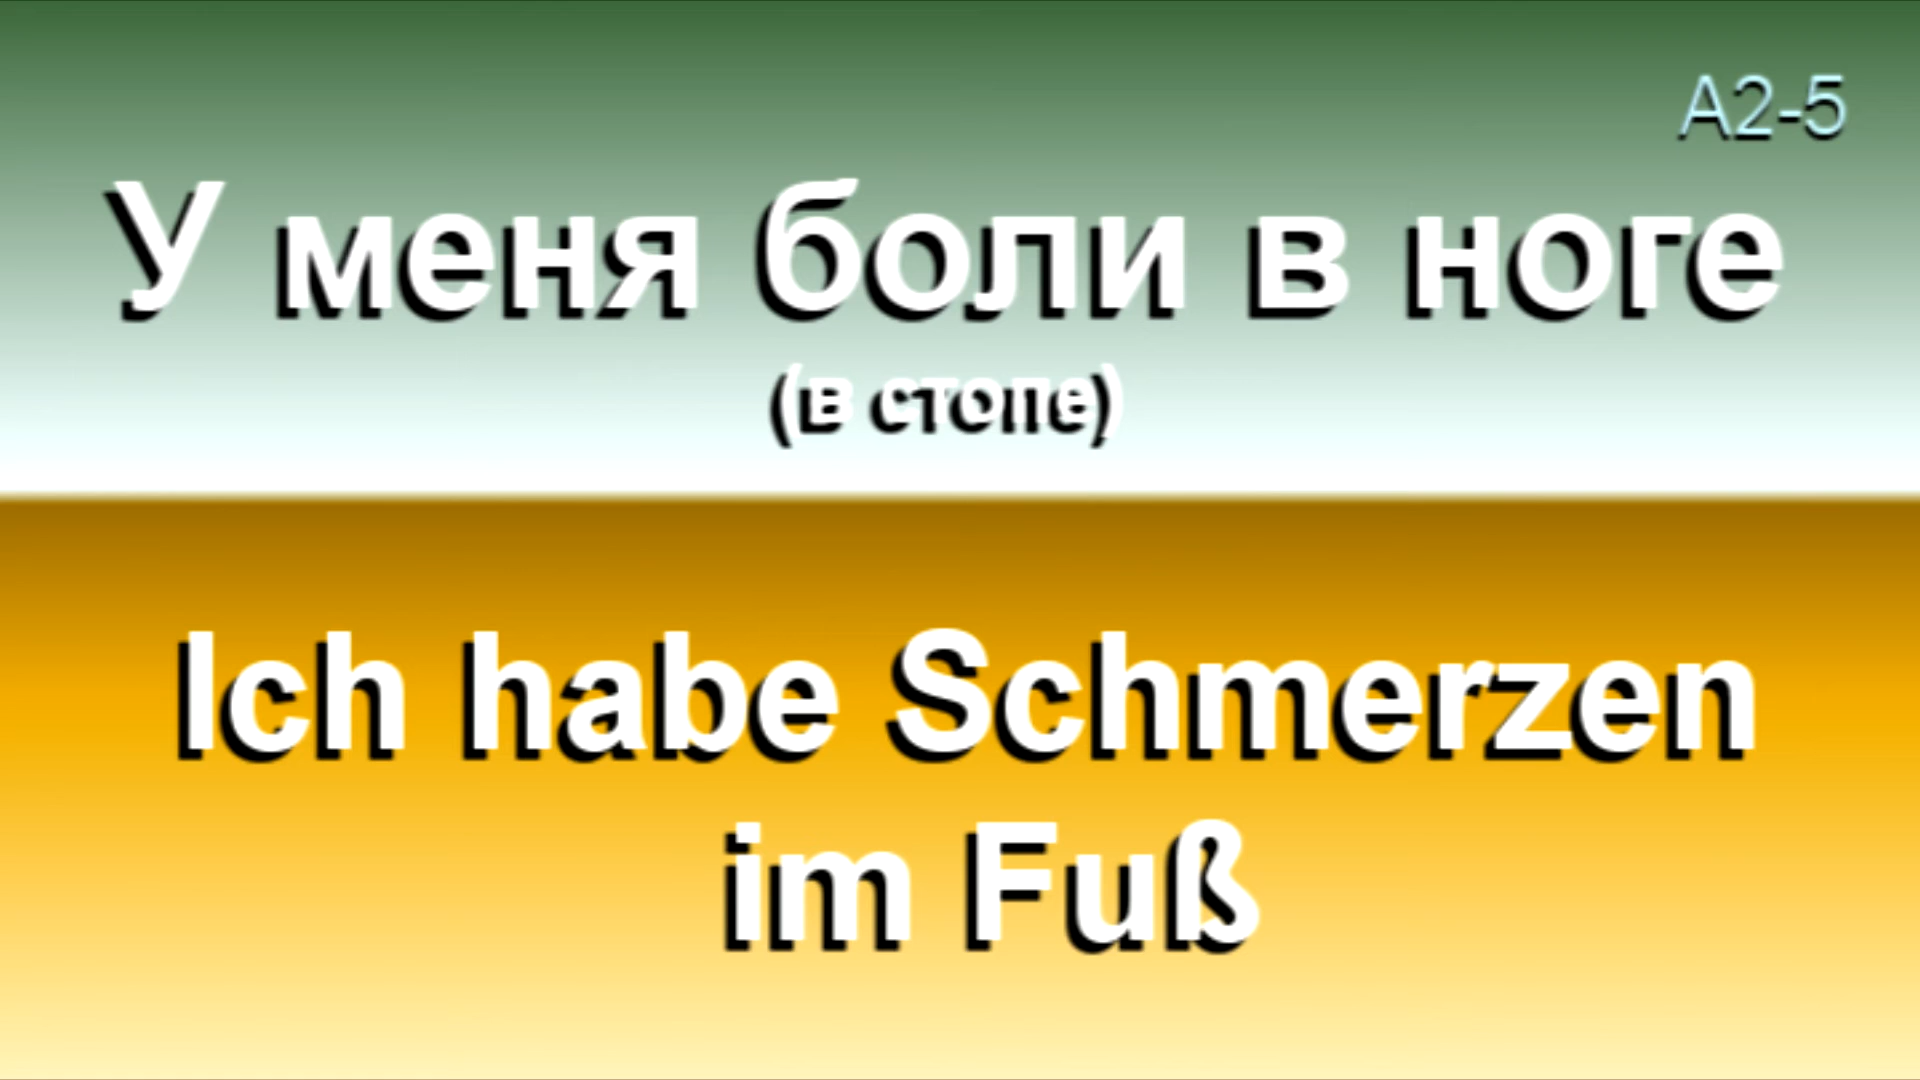 A2-5
У меня боли в ноге
(в стопе)
Ich habe Schmerzen
im Fuß